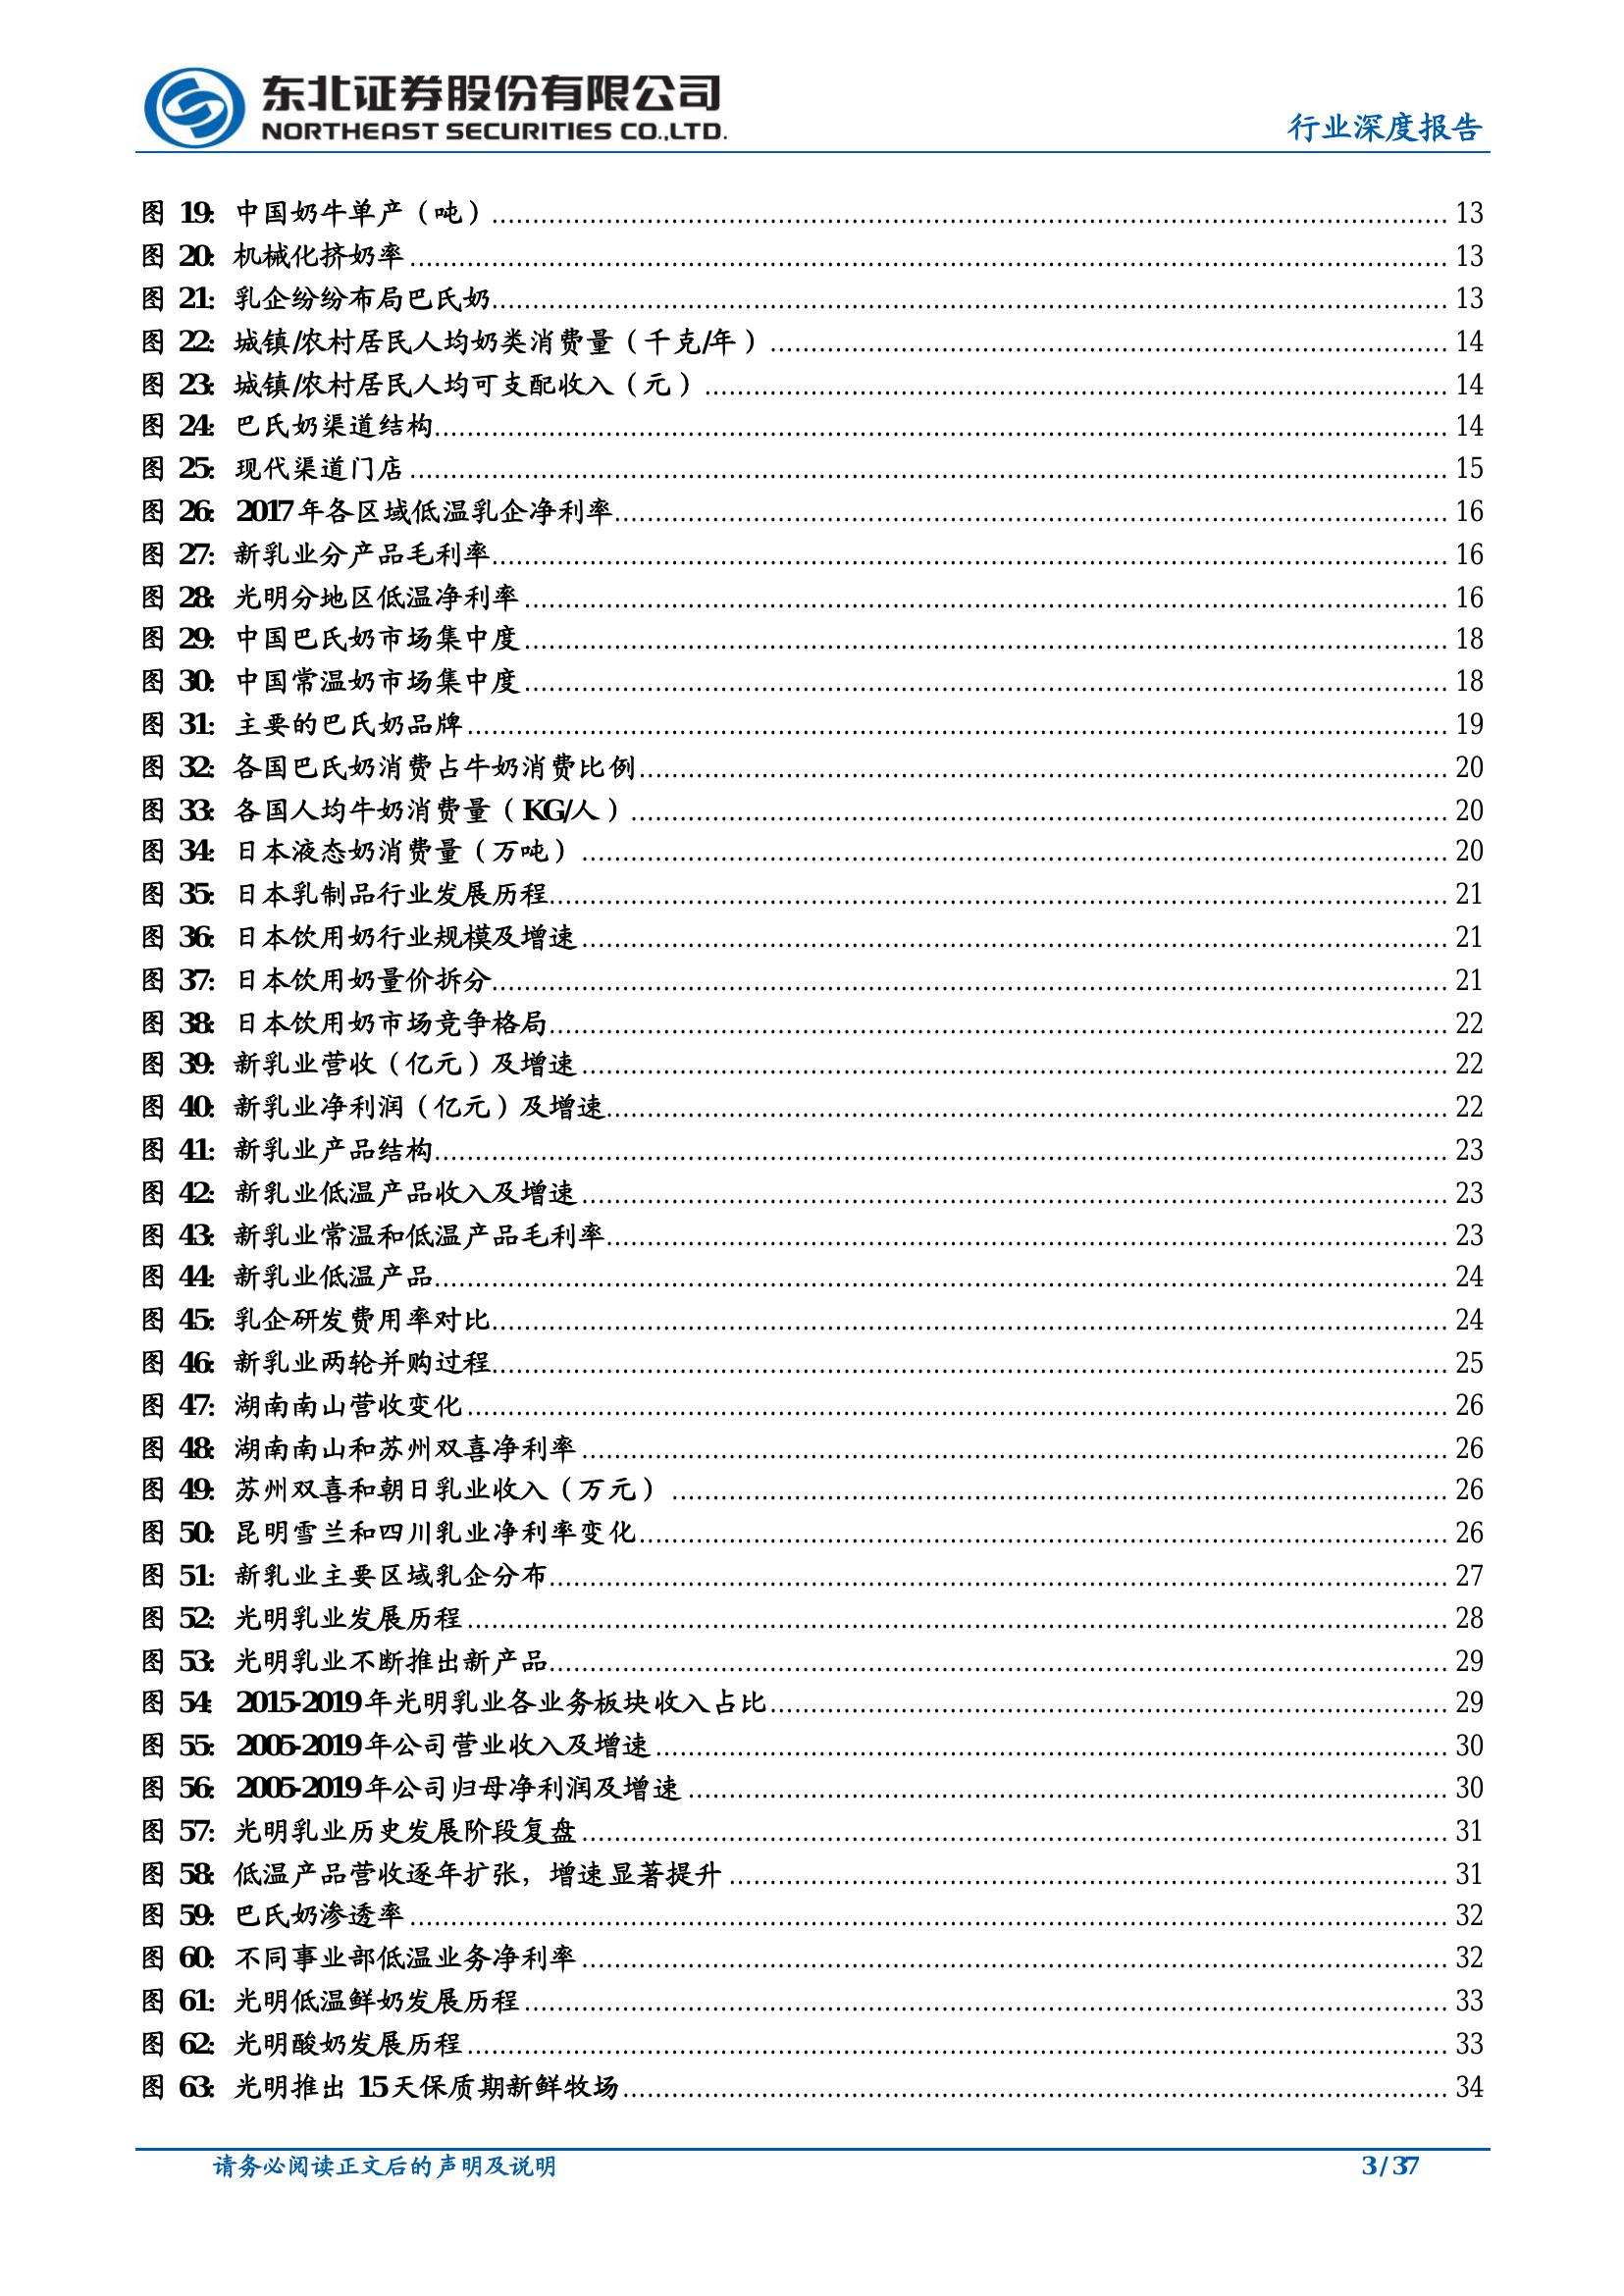 东北证券股份有限公司
NORTHEAST SECURITIES CO.,LTD.
行业深度报告
图 19: 中国奶牛单产（吨）.......... 13
图 20: 机械化挤奶率.......... 13
图 21: 乳企纷纷布局巴氏奶.......... 13
图 22: 城镇/农村居民人均奶类消费量（千克/年）.......... 14
图 23: 城镇/农村居民人均可支配收入（元）.......... 14
图 24: 巴氏奶渠道结构.......... 14
图 25: 现代渠道门店.......... 15
图 26: 2017 年各区域低温乳企净利率.......... 16
图 27: 新乳业分产品毛利率.......... 16
图 28: 光明分地区低温净利率.......... 16
图 29: 中国巴氏奶市场集中度.......... 18
图 30: 中国常温奶市场集中度.......... 18
图 31: 主要的巴氏奶品牌.......... 19
图 32: 各国巴氏奶消费占牛奶消费比例.......... 20
图 33: 各国人均牛奶消费量（KG/人）.......... 20
图 34: 日本液态奶消费量（万吨）.......... 20
图 35: 日本乳制品行业发展历程.......... 21
图 36: 日本饮用奶行业规模及增速.......... 21
图 37: 日本饮用奶量价拆分.......... 21
图 38: 日本饮用奶市场竞争格局.......... 22
图 39: 新乳业营收（亿元）及增速.......... 22
图 40: 新乳业净利润（亿元）及增速.......... 22
图 41: 新乳业产品结构.......... 23
图 42: 新乳业低温产品收入及增速.......... 23
图 43: 新乳业常温和低温产品毛利率.......... 23
图 44: 新乳业低温产品.......... 24
图 45: 乳企研发费用率对比.......... 24
图 46: 新乳业两轮并购过程.......... 25
图 47: 湖南南山营收变化.......... 26
图 48: 湖南南山和苏州双喜净利率.......... 26
图 49: 苏州双喜和朝日乳业收入（万元）.......... 26
图 50: 昆明雪兰和四川乳业净利率变化.......... 26
图 51: 新乳业主要区域乳企分布.......... 27
图 52: 光明乳业发展历程.......... 28
图 53: 光明乳业不断推出新产品.......... 29
图 54: 2015-2019 年光明乳业各业务板块收入占比.......... 29
图 55: 2005-2019 年公司营业收入及增速.......... 30
图 56: 2005-2019 年公司归母净利润及增速.......... 30
图 57: 光明乳业历史发展阶段复盘.......... 31
图 58: 低温产品营收逐年扩张，增速显著提升.......... 31
图 59: 巴氏奶渗透率.......... 32
图 60: 不同事业部低温业务净利率.......... 32
图 61: 光明低温鲜奶发展历程.......... 33
图 62: 光明酸奶发展历程.......... 33
图 63: 光明推出 15 天保质期新鲜牧场.......... 34
请务必阅读正文后的声明及说明
3 / 37